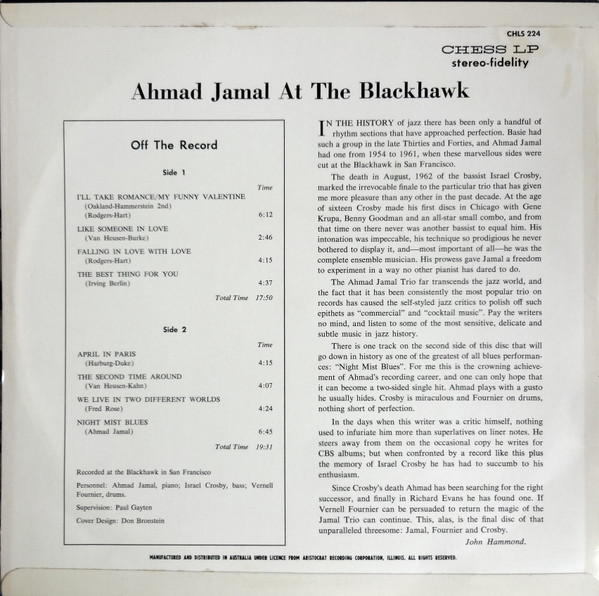 CHLS 224
CHESS LP
stereo-fidelity
Ahmad Jamal At The Blackhawk
Off The Record
Side 1
Time
I'LL TAKE ROMANCE/MY FUNNY VALENTINE
(Oakland-Hammerstein 2nd)
(Rodgers-Hart) 6:12
LIKE SOMEONE IN LOVE
(Van Heusen-Burke) 2:46
FALLING IN LOVE WITH LOVE
(Rodgers-Hart) 4:15
THE BEST THING FOR YOU
(Irving Berlin) 4:37
Total Time 17:50
Side 2
Time
APRIL IN PARIS
(Harburg-Duke) 4:15
THE SECOND TIME AROUND
(Van Heusen-Kahn) 4:07
WE LIVE IN TWO DIFFERENT WORLDS
(Fred Rose) 4:24
NIGHT MIST BLUES
(Ahmad Jamal) 6:45
Total Time 19:31
Recorded at the Blackhawk in San Francisco
Personnel: Ahmad Jamal, piano; Israel Crosby, bass; Vernell
Fournier, drums.
Supervision: Paul Gayten
Cover Design: Don Bronstein
IN THE HISTORY of jazz there has been only a handful of
rhythm sections that have approached perfection. Basie had
such a group in the late Thirties and Forties, and Ahmad Jamal
had one from 1954 to 1961, when these marvellous sides were
cut at the Blackhawk in San Francisco.
The death in August, 1962 of the bassist Israel Crosby,
marked the irrevocable finale to the particular trio that has given
me more pleasure than any other in the past decade. At the age
of sixteen Crosby made his first discs in Chicago with Gene
Krupa, Benny Goodman and an all-star small combo, and from
that time on there never was another bassist to equal him. His
intonation was impeccable, his technique so prodigious he never
bothered to display it, and—most important of all—he was the
complete ensemble musician. His prowess gave Jamal a freedom
to experiment in a way no other pianist has dared to do.
The Ahmad Jamal Trio far transcends the jazz world, and
the fact that it has been consistently the most popular trio on
records has caused the self-styled jazz critics to polish off such
epithets as “commercial” and “cocktail music”. Pay the writers
no mind, and listen to some of the most sensitive, delicate and
subtle music in jazz history.
There is one track on the second side of this disc that will
go down in history as one of the greatest of all blues performan-
ces: “Night Mist Blues”. For me this is the crowning achieve-
ment of Ahmad's recording career, and one can only hope that
it can become a two-sided single hit. Ahmad plays with a gusto
he usually hides. Crosby is miraculous and Fournier on drums,
nothing short of perfection.
In the days when this writer was a critic himself, nothing
used to infuriate him more than superlatives on liner notes. He
steers away from them on the occasional copy he writes for
CBS albums; but when confronted by a record like this plus
the memory of Israel Crosby he has had to succumb to his
enthusiasm.
Since Crosby's death Ahmad has been searching for the right
successor, and finally in Richard Evans he has found one. If
Vernell Fournier can be persuaded to return the magic of the
Jamal Trio can continue. This, alas, is the final disc of that
unparalleled threesome: Jamal, Fournier and Crosby.
John Hammond.
MANUFACTURED AND DISTRIBUTED IN AUSTRALIA UNDER LICENCE FROM ARISTOCRAT RECORDING CORPORATION, ILLINOIS. ALL RIGHTS RESERVED.